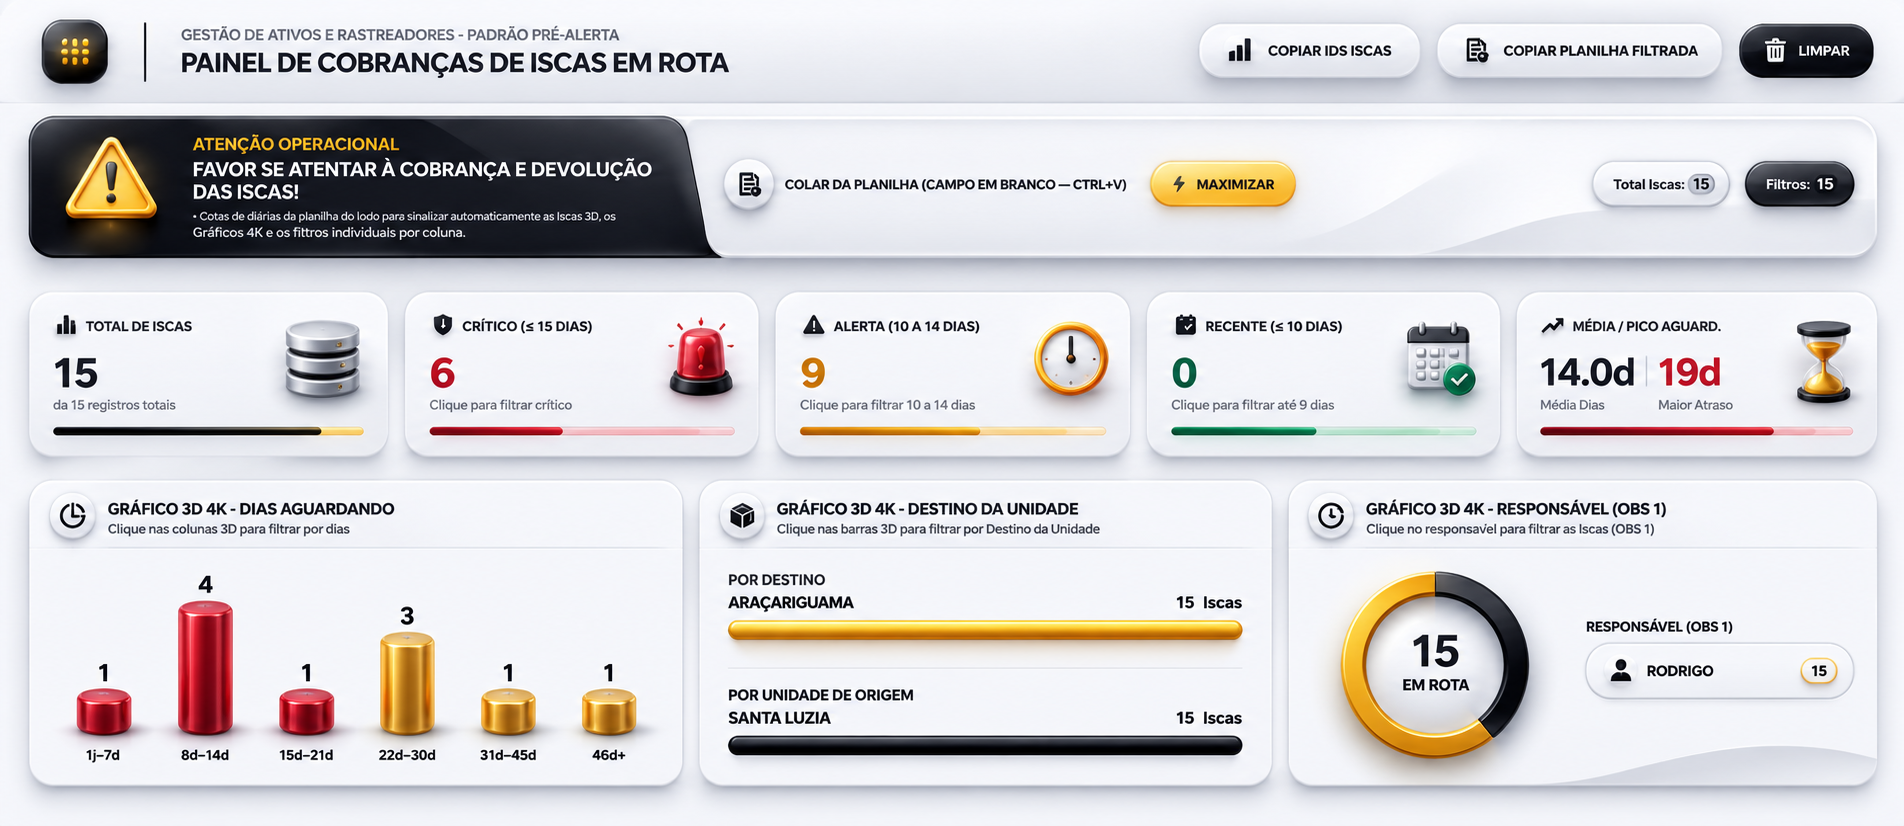 GESTÃO DE ATIVOS E RASTREADORES - PADRÃO PRÉ-ALERTA
PAINEL DE COBRANÇAS DE ISCAS EM ROTA
COPIAR IDS ISCAS
COPIAR PLANILHA FILTRADA
LIMPAR
ATENÇÃO OPERACIONAL
FAVOR SE ATENTAR À COBRANÇA E DEVOLUÇÃO
DAS ISCAS!
• Cotas de diárias da planilha do lodo para sinalizar automaticamente as Iscas 3D, os
Gráficos 4K e os filtros individuais por coluna.
COLAR DA PLANILHA (CAMPO EM BRANCO — CTRL+V)
MAXIMIZAR
Total Iscas: 15
Filtros: 15
TOTAL DE ISCAS
15
da 15 registros totais
CRÍTICO (≤ 15 DIAS)
6
Clique para filtrar crítico
ALERTA (10 A 14 DIAS)
9
Clique para filtrar 10 a 14 dias
RECENTE (≤ 10 DIAS)
0
Clique para filtrar até 9 dias
MÉDIA / PICO AGUARD.
14.0d 19d
Média Dias Maior Atraso
GRÁFICO 3D 4K - DIAS AGUARDANDO
Clique nas colunas 3D para filtrar por dias
1 4 1 3 1 1
1j–7d 8d–14d 15d–21d 22d–30d 31d–45d 46d+
GRÁFICO 3D 4K - DESTINO DA UNIDADE
Clique nas barras 3D para filtrar por Destino da Unidade
POR DESTINO
ARAÇARIGUAMA 15 Iscas
POR UNIDADE DE ORIGEM
SANTA LUZIA 15 Iscas
GRÁFICO 3D 4K - RESPONSÁVEL (OBS 1)
Clique no responsável para filtrar as Iscas (OBS 1)
15
EM ROTA
RESPONSÁVEL (OBS 1)
RODRIGO 15